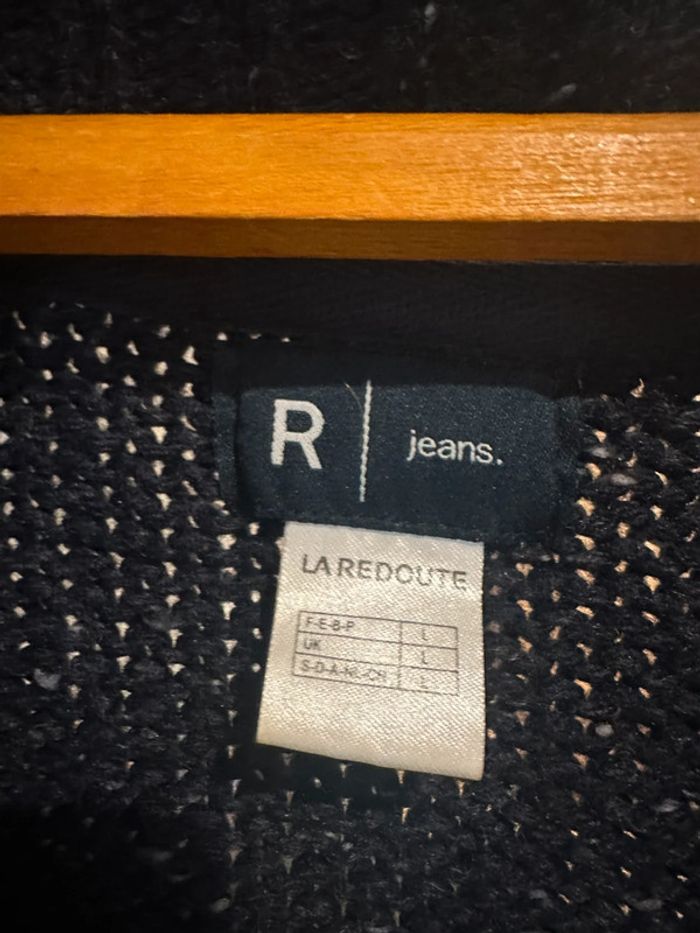 R | jeans.
LA REDOUTE
F-E-B-P L
UK L
S-D-A-NL-CH L